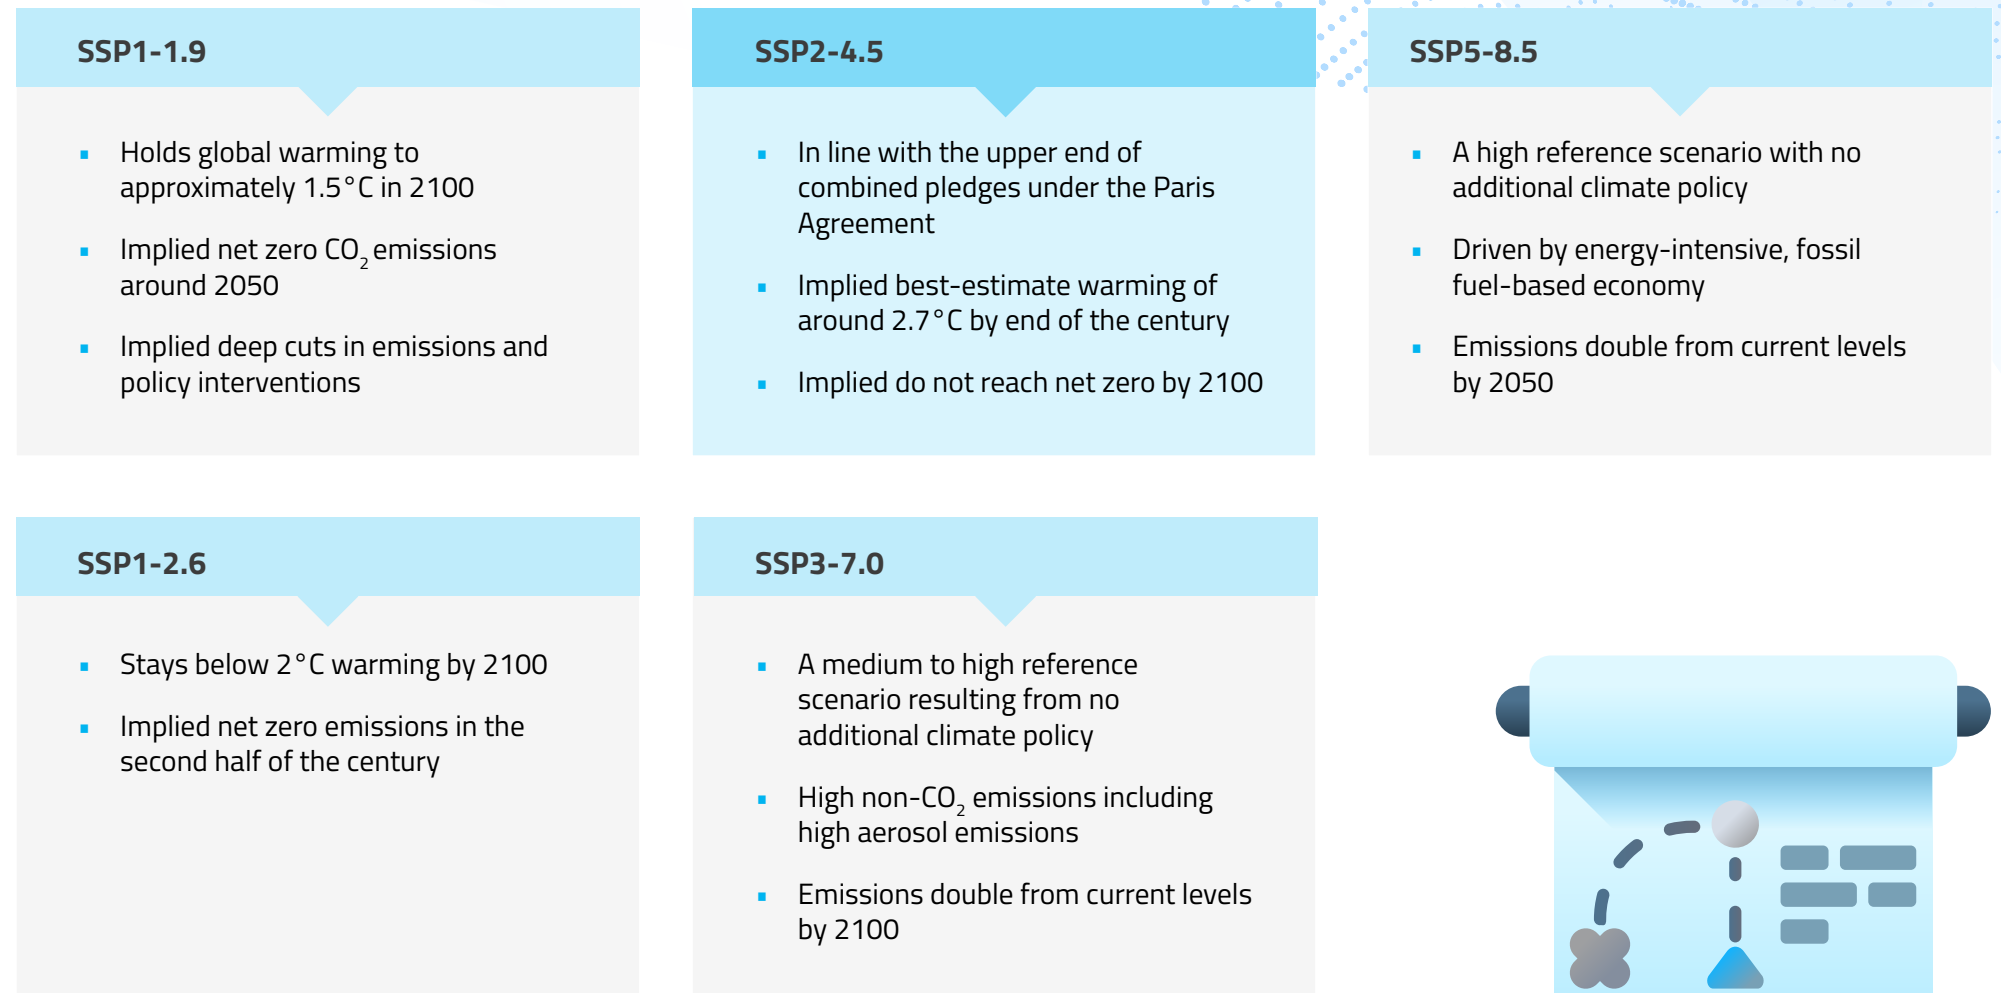 SSP1-1.9
▪ Holds global warming to
approximately 1.5°C in 2100
▪ Implied net zero CO₂ emissions
around 2050
▪ Implied deep cuts in emissions and
policy interventions
SSP2-4.5
▪ In line with the upper end of
combined pledges under the Paris
Agreement
▪ Implied best-estimate warming of
around 2.7°C by end of the century
▪ Implied do not reach net zero by 2100
SSP5-8.5
▪ A high reference scenario with no
additional climate policy
▪ Driven by energy-intensive, fossil
fuel-based economy
▪ Emissions double from current levels
by 2050
SSP1-2.6
▪ Stays below 2°C warming by 2100
▪ Implied net zero emissions in the
second half of the century
SSP3-7.0
▪ A medium to high reference
scenario resulting from no
additional climate policy
▪ High non-CO₂ emissions including
high aerosol emissions
▪ Emissions double from current levels
by 2100